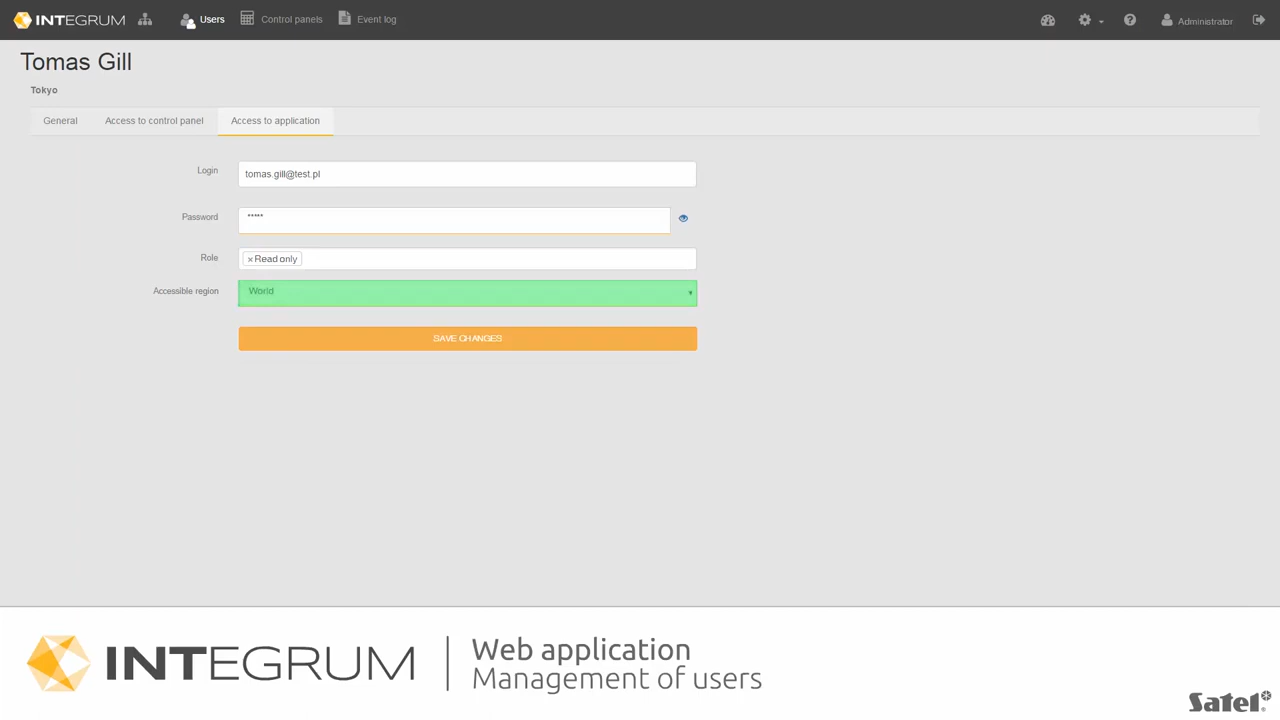 INTEGRUM Users Control panels Event log Administrator
Tomas Gill
Tokyo
General Access to control panel Access to application
Login tomas.gill@test.pl
Password *****
Role ×Read only
Accessible region World
SAVE CHANGES
INTEGRUM
Web application
Management of users
Satel